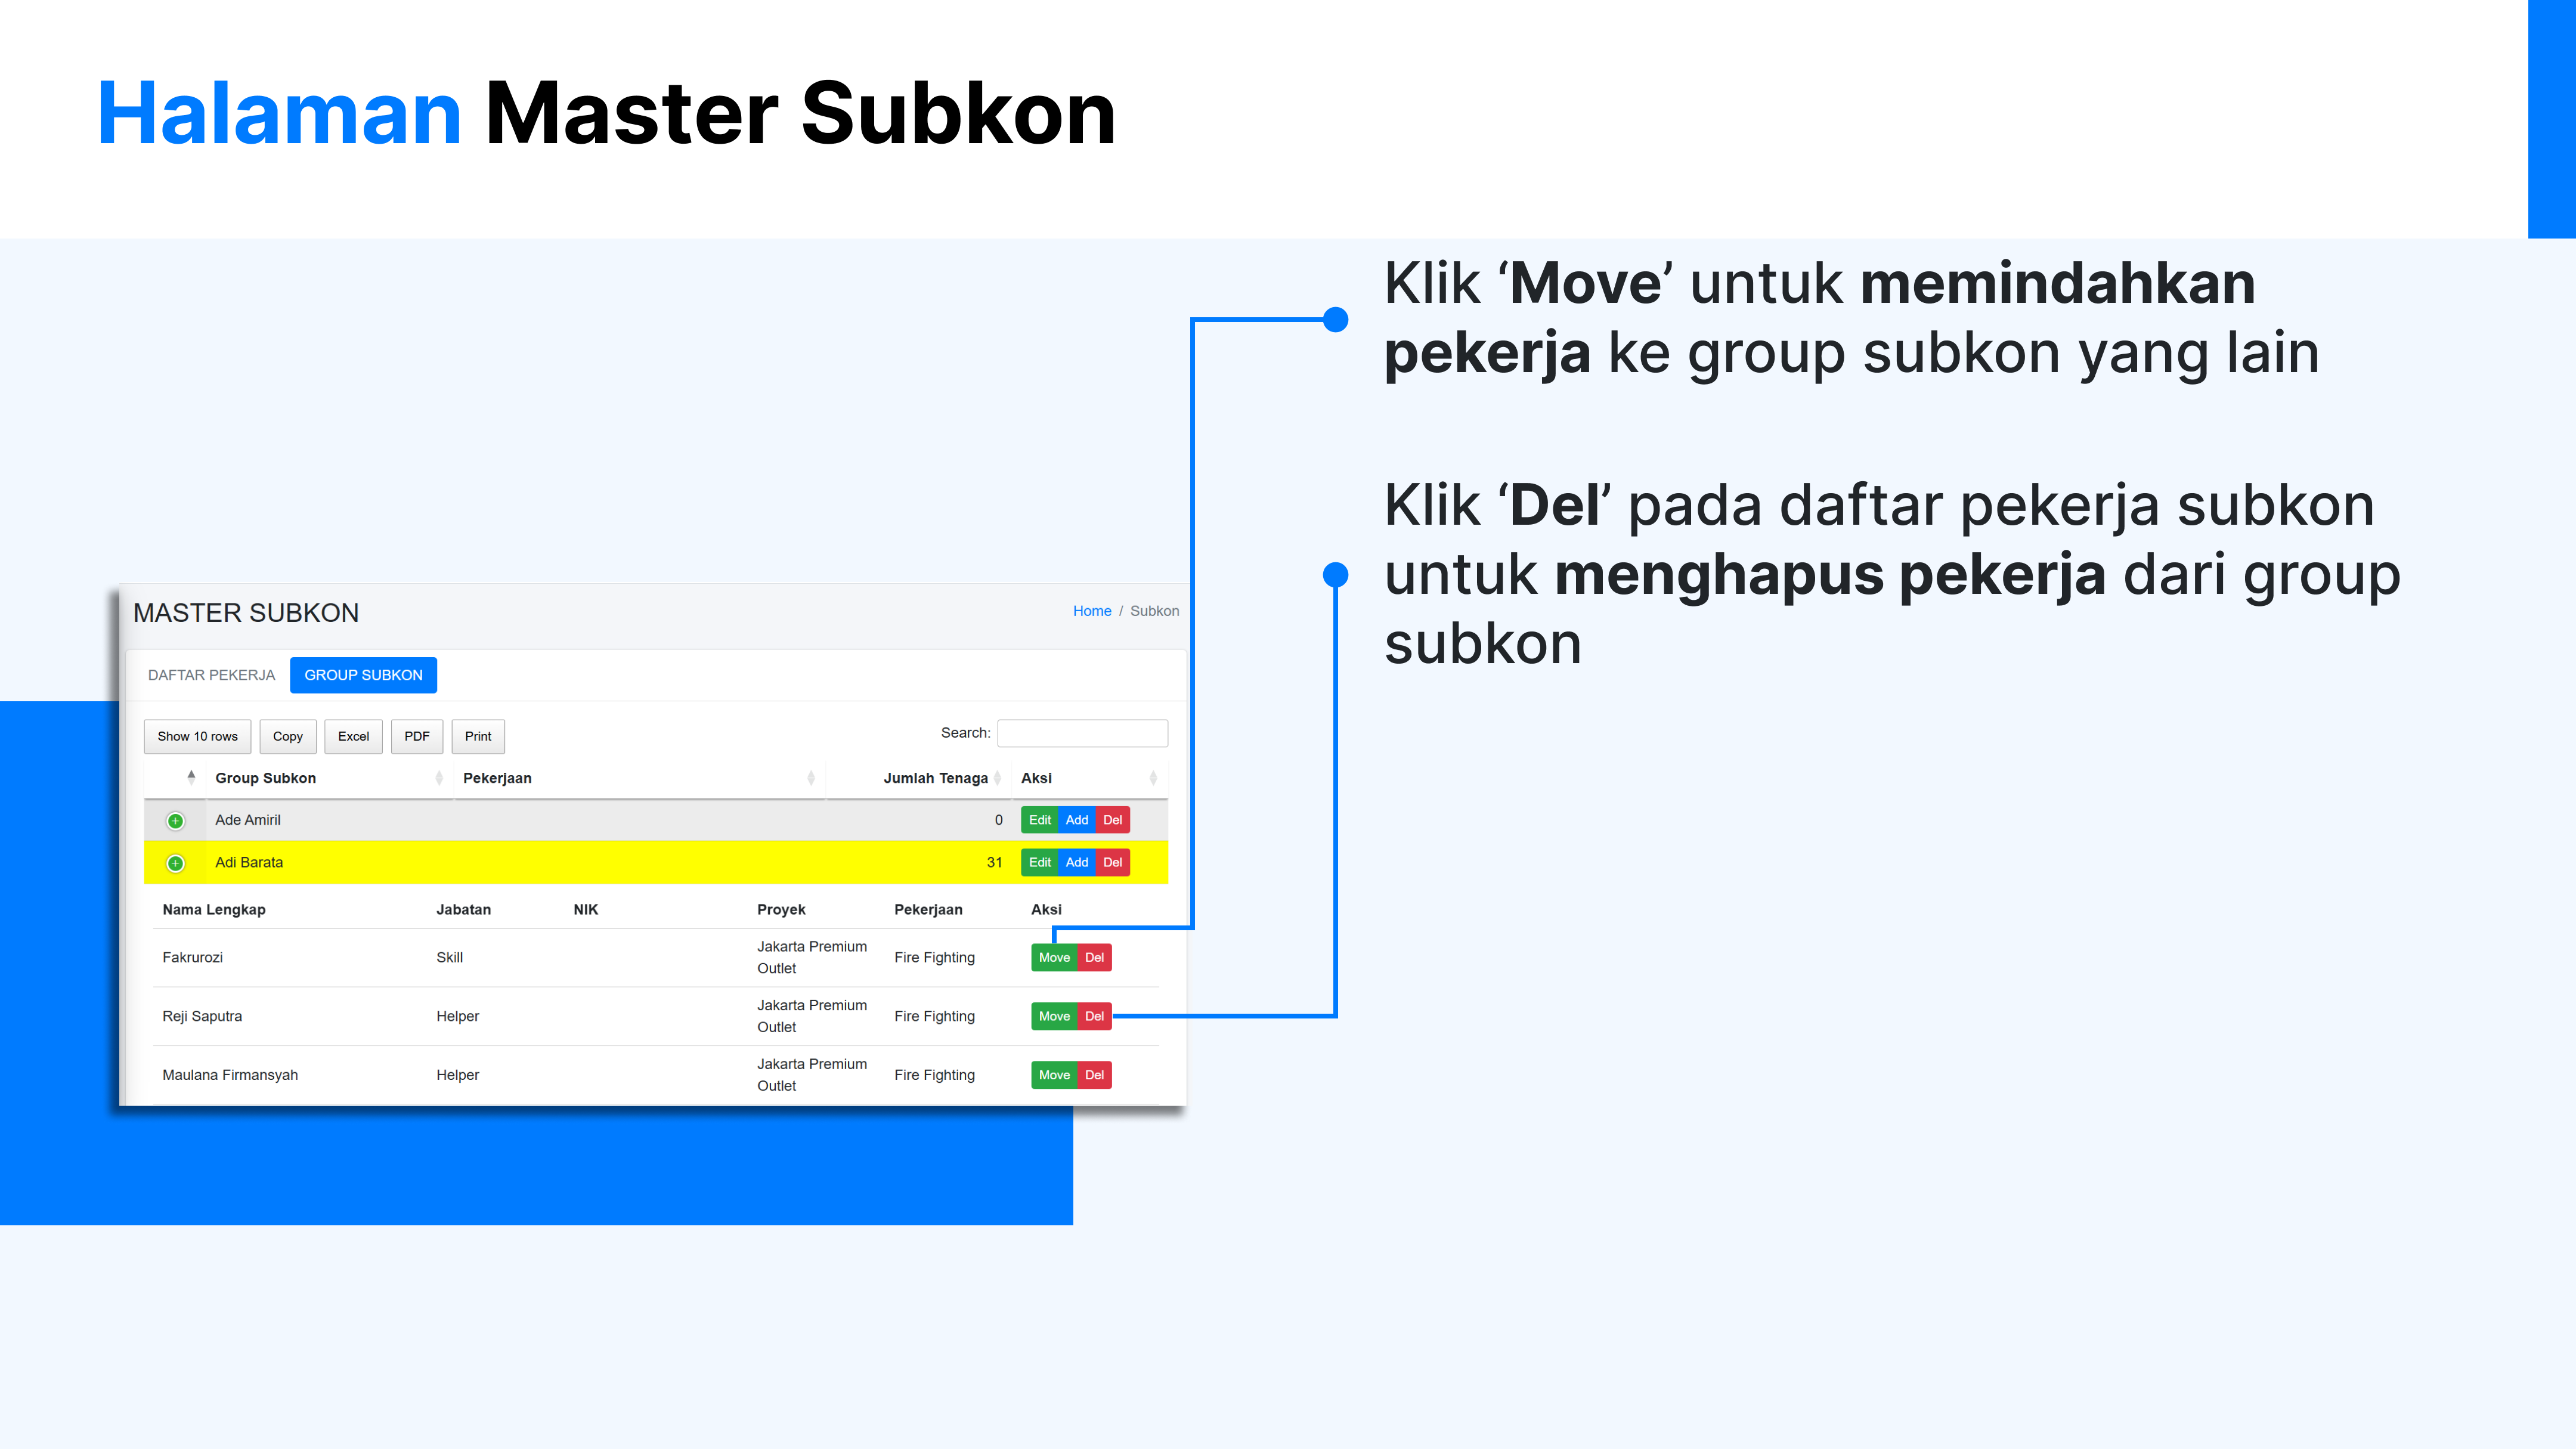 Halaman Master Subkon
Klik ‘Move’ untuk memindahkan
pekerja ke group subkon yang lain
Klik ‘Del’ pada daftar pekerja subkon
untuk menghapus pekerja dari group
subkon
MASTER SUBKON
Home / Subkon
DAFTAR PEKERJA GROUP SUBKON
Show 10 rows Copy Excel PDF Print Search:
Group Subkon Pekerjaan Jumlah Tenaga Aksi
Ade Amiril 0 Edit Add Del
Adi Barata 31 Edit Add Del
Nama Lengkap Jabatan NIK Proyek Pekerjaan Aksi
Fakrurozi Skill Jakarta Premium Outlet Fire Fighting Move Del
Reji Saputra Helper Jakarta Premium Outlet Fire Fighting Move Del
Maulana Firmansyah Helper Jakarta Premium Outlet Fire Fighting Move Del